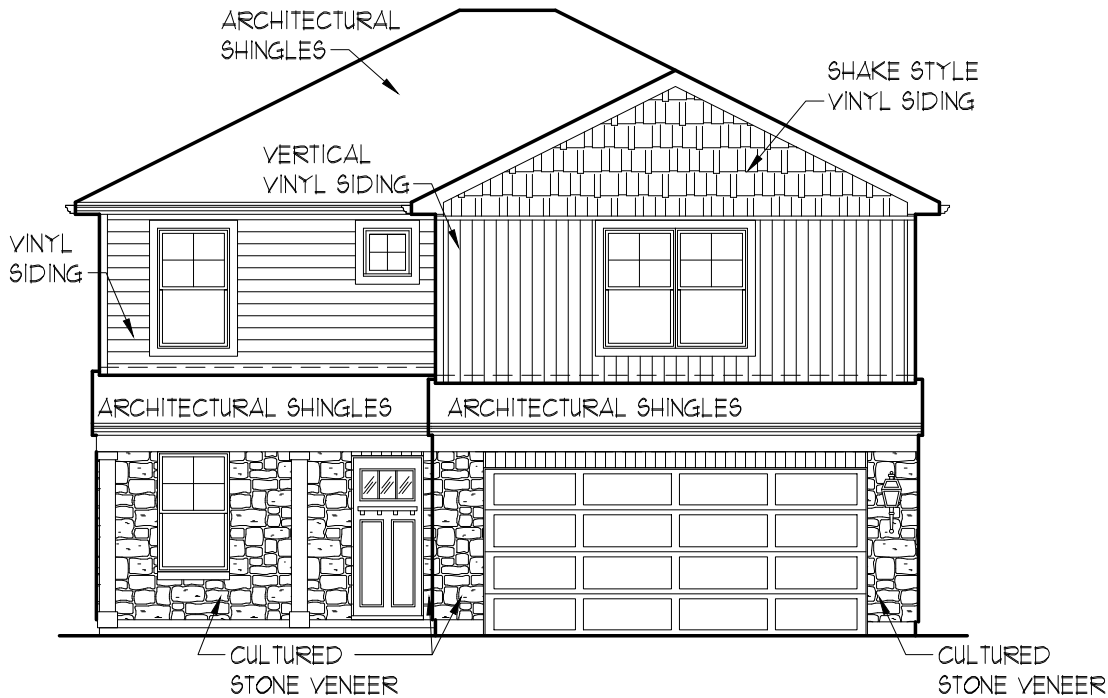 ARCHITECTURAL
SHINGLES
SHAKE STYLE
VINYL SIDING
VERTICAL
VINYL SIDING
VINYL
SIDING
ARCHITECTURAL SHINGLES
ARCHITECTURAL SHINGLES
CULTURED
STONE VENEER
CULTURED
STONE VENEER